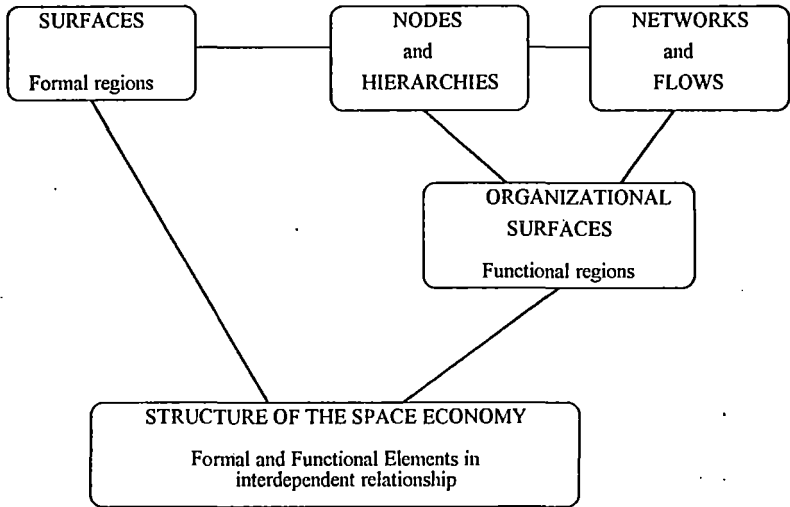 SURFACES
Formal regions
NODES
and
HIERARCHIES
NETWORKS
and
FLOWS
ORGANIZATIONAL
SURFACES
Functional regions
STRUCTURE OF THE SPACE ECONOMY
Formal and Functional Elements in
interdependent relationship